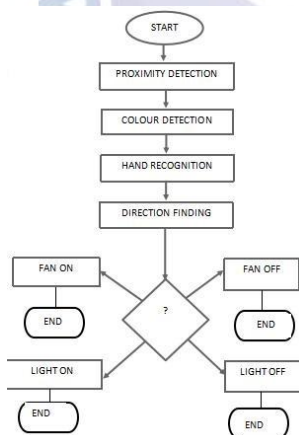 START
PROXIMITY DETECTION
COLOUR DETECTION
HAND RECOGNITION
DIRECTION FINDING
FAN ON
FAN OFF
?
END
END
LIGHT ON
LIGHT OFF
END
END